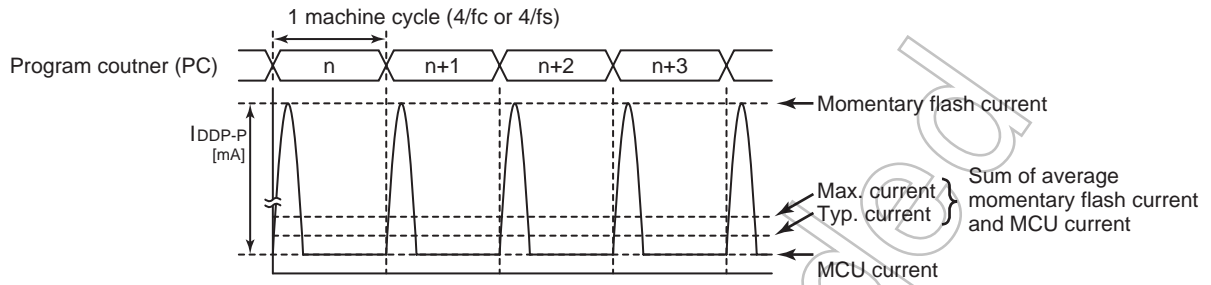 1 machine cycle (4/fc or 4/fs)
Program coutner (PC)
n
n+1
n+2
n+3
Momentary flash current
IDDP-P
[mA]
Max. current
Typ. current
Sum of average
momentary flash current
and MCU current
MCU current
ded